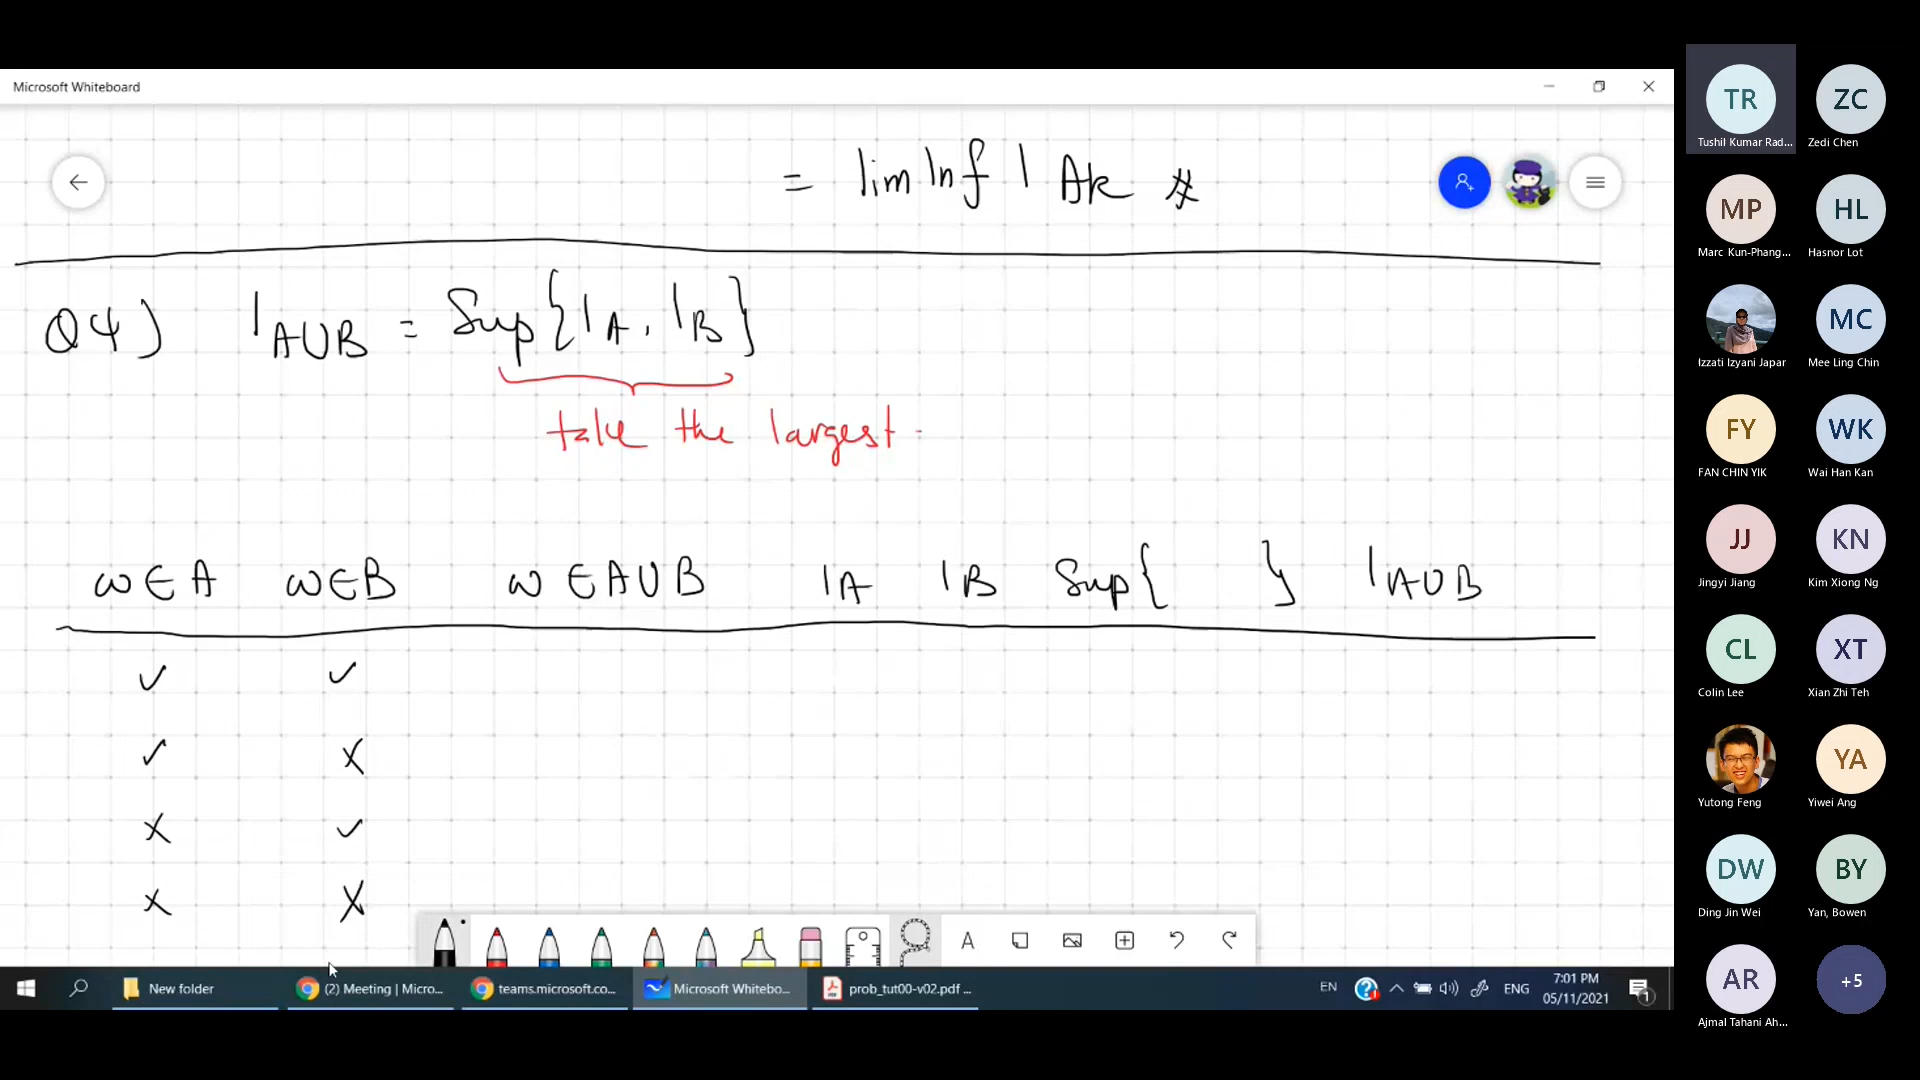 Microsoft Whiteboard
= lim Inf 1 Ak #
Q4) 1 A∪B = Sup{1A, 1B}
take the largest.
ω∈A ω∈B ω∈A∪B 1A 1B Sup{ } 1A∪B
✓ ✓
✓ X
X ✓
X X
A
New folder
(2) Meeting | Micro...
teams.microsoft.co...
Microsoft Whitebo...
prob_tut00-v02.pdf ...
EN
ENG
7:01 PM
05/11/2021
1
TR ZC
Tushil Kumar Rad... Zedi Chen
MP HL
Marc Kun-Phang... Hasnor Lot
MC
Izzati Izyani Japar Mee Ling Chin
FY WK
FAN CHIN YIK Wai Han Kan
JJ KN
Jingyi Jiang Kim Xiong Ng
CL XT
Colin Lee Xian Zhi Teh
YA
Yutong Feng Yiwei Ang
DW BY
Ding Jin Wei Yan, Bowen
AR +5
Ajmal Tahani Ah...